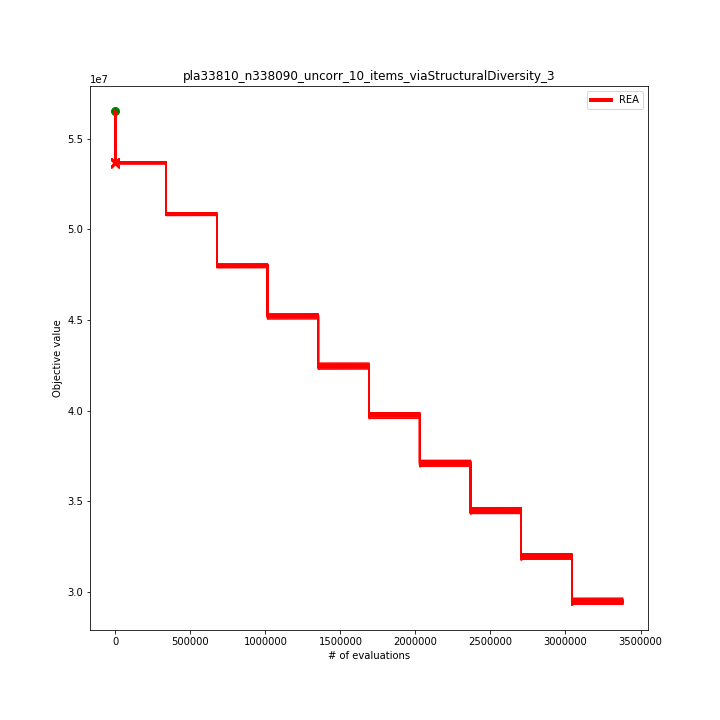 pla33810_n338090_uncorr_10_items_viaStructuralDiversity_3
1e7
REA
5.5
5.0
4.5
4.0
3.5
3.0
Objective value
0 500000 1000000 1500000 2000000 2500000 3000000 3500000
# of evaluations